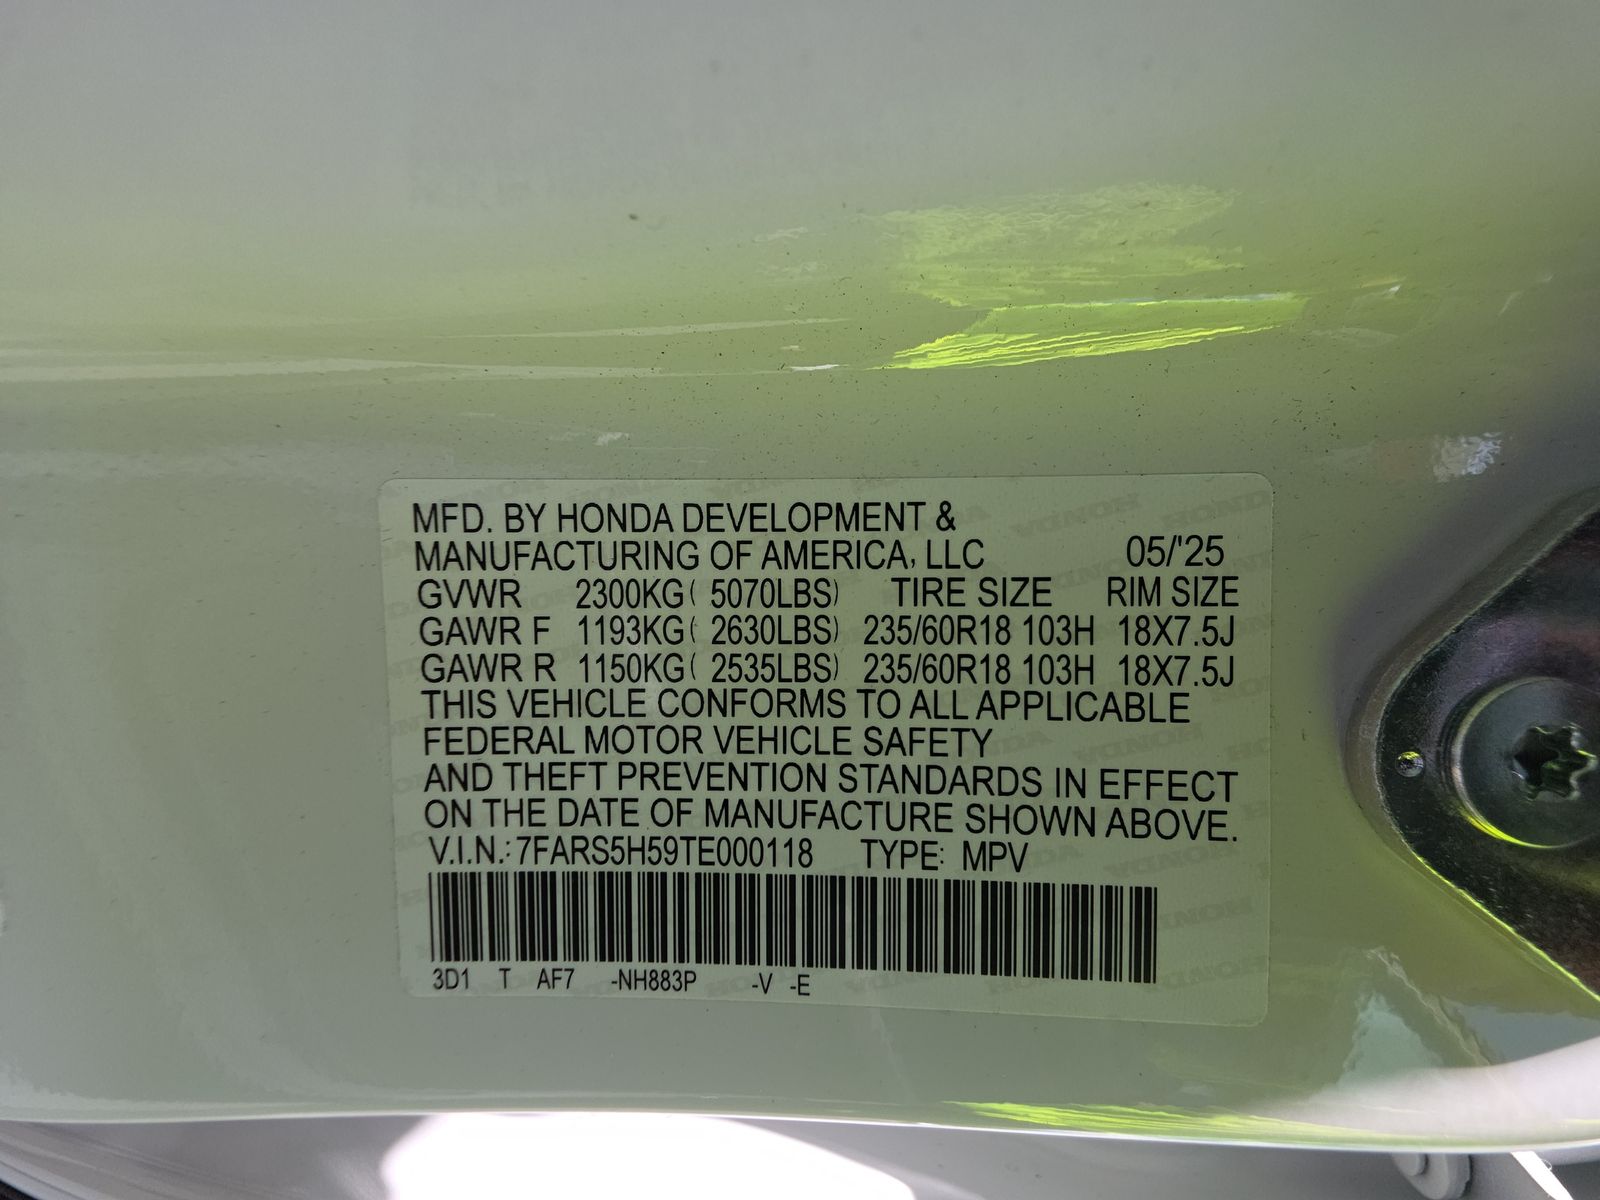 MFD. BY HONDA DEVELOPMENT &
MANUFACTURING OF AMERICA, LLC 05/'25
GVWR 2300KG( 5070LBS) TIRE SIZE RIM SIZE
GAWR F 1193KG( 2630LBS) 235/60R18 103H 18X7.5J
GAWR R 1150KG( 2535LBS) 235/60R18 103H 18X7.5J
THIS VEHICLE CONFORMS TO ALL APPLICABLE
FEDERAL MOTOR VEHICLE SAFETY
AND THEFT PREVENTION STANDARDS IN EFFECT
ON THE DATE OF MANUFACTURE SHOWN ABOVE.
V.I.N.: 7FARS5H59TE000118 TYPE: MPV
3D1 T AF7 -NH883P -V -E